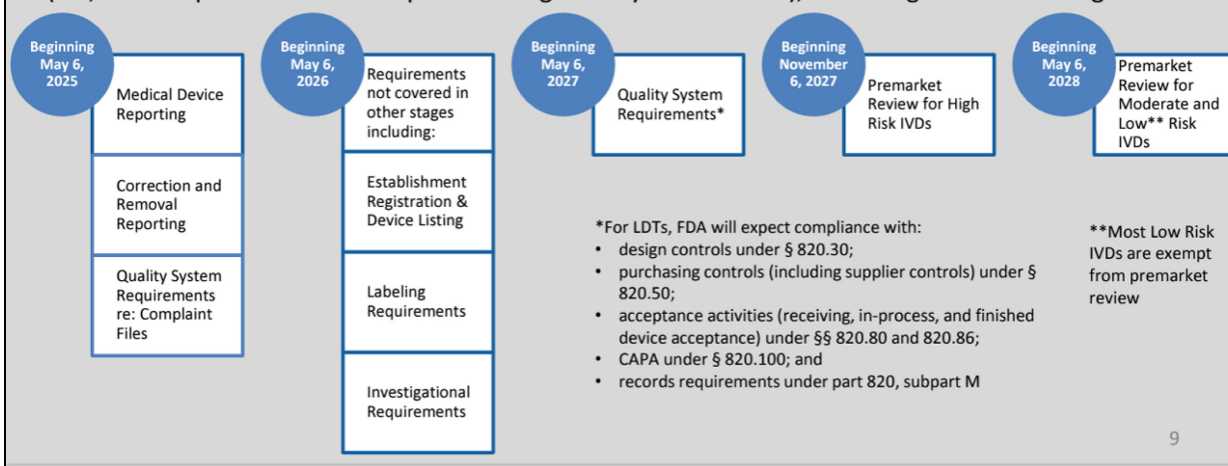 Beginning
May 6,
2025
Medical Device
Reporting
Correction and
Removal
Reporting
Quality System
Requirements
re: Complaint
Files
Beginning
May 6,
2026
Requirements
not covered in
other stages
including:
Establishment
Registration &
Device Listing
Labeling
Requirements
Investigational
Requirements
Beginning
May 6,
2027
Quality System
Requirements*
Beginning
November
6, 2027
Premarket
Review for High
Risk IVDs
Beginning
May 6,
2028
Premarket
Review for
Moderate and
Low** Risk
IVDs
*For LDTs, FDA will expect compliance with:
• design controls under § 820.30;
• purchasing controls (including supplier controls) under §
820.50;
• acceptance activities (receiving, in-process, and finished
device acceptance) under §§ 820.80 and 820.86;
• CAPA under § 820.100; and
• records requirements under part 820, subpart M
**Most Low Risk
IVDs are exempt
from premarket
review
9